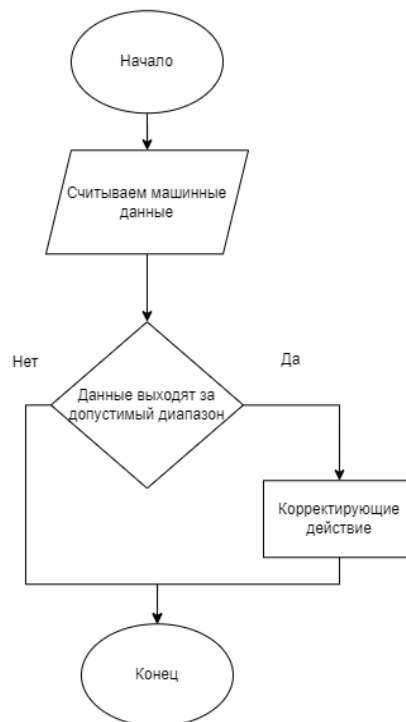 Начало
Считываем машинные
данные
Нет
Да
Данные выходят за
допустимый диапазон
Корректирующие
действие
Конец